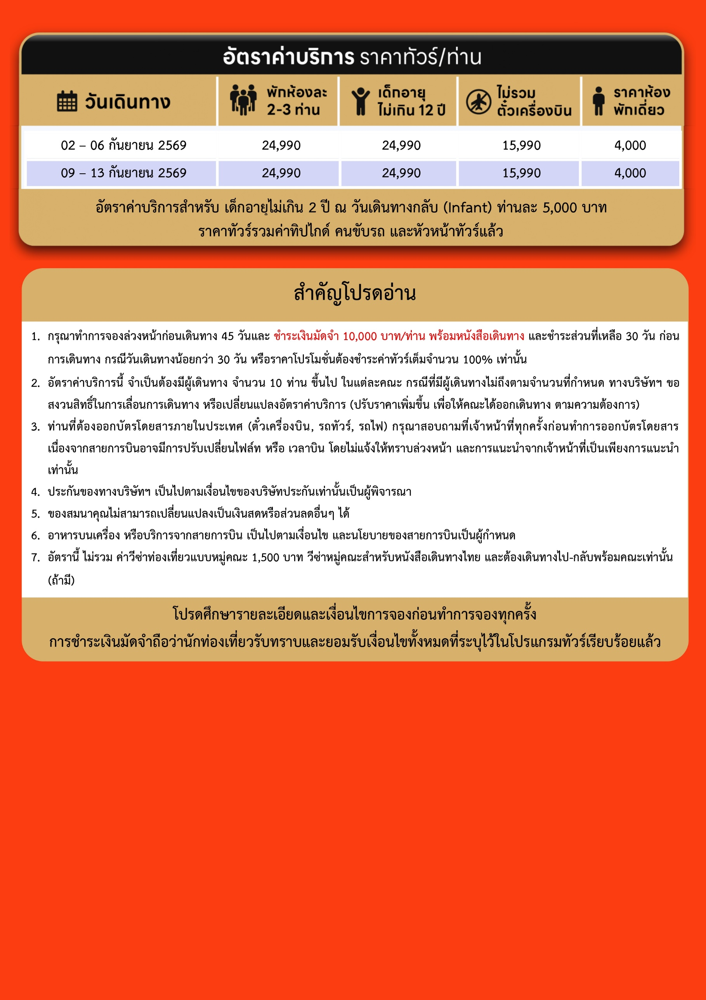 อัตราค่าบริการ ราคาทัวร์/ท่าน
วันเดินทาง
พักห้องละ
2-3 ท่าน
เด็กอายุ
ไม่เกิน 12 ปี
ไม่รวม
ตั๋วเครื่องบิน
ราคาห้อง
พักเดี่ยว
02 – 06 กันยายน 2569 24,990 24,990 15,990 4,000
09 – 13 กันยายน 2569 24,990 24,990 15,990 4,000
อัตราค่าบริการสำหรับ เด็กอายุไม่เกิน 2 ปี ณ วันเดินทางกลับ (Infant) ท่านละ 5,000 บาท
ราคาทัวร์รวมค่าทิปไกด์ คนขับรถ และหัวหน้าทัวร์แล้ว
สำคัญโปรดอ่าน
1. กรุณาทำการจองล่วงหน้าก่อนเดินทาง 45 วันและ ชำระเงินมัดจำ 10,000 บาท/ท่าน พร้อมหนังสือเดินทาง และชำระส่วนที่เหลือ 30 วัน ก่อน
การเดินทาง กรณีวันเดินทางน้อยกว่า 30 วัน หรือราคาโปรโมชั่นต้องชำระค่าทัวร์เต็มจำนวน 100% เท่านั้น
2. อัตราค่าบริการนี้ จำเป็นต้องมีผู้เดินทาง จำนวน 10 ท่าน ขึ้นไป ในแต่ละคณะ กรณีที่มีผู้เดินทางไม่ถึงตามจำนวนที่กำหนด ทางบริษัทฯ ขอ
สงวนสิทธิ์ในการเลื่อนการเดินทาง หรือเปลี่ยนแปลงอัตราค่าบริการ (ปรับราคาเพิ่มขึ้น เพื่อให้คณะได้ออกเดินทาง ตามความต้องการ)
3. ท่านที่ต้องออกบัตรโดยสารภายในประเทศ (ตั๋วเครื่องบิน, รถทัวร์, รถไฟ) กรุณาสอบถามที่เจ้าหน้าที่ทุกครั้งก่อนทำการออกบัตรโดยสาร
เนื่องจากสายการบินอาจมีการปรับเปลี่ยนไฟล์ท หรือ เวลาบิน โดยไม่แจ้งให้ทราบล่วงหน้า และการแนะนำจากเจ้าหน้าที่เป็นเพียงการแนะนำ
เท่านั้น
4. ประกันของทางบริษัทฯ เป็นไปตามเงื่อนไขของบริษัทประกันเท่านั้นเป็นผู้พิจารณา
5. ของสมนาคุณไม่สามารถเปลี่ยนแปลงเป็นเงินสดหรือส่วนลดอื่นๆ ได้
6. อาหารบนเครื่อง หรือบริการจากสายการบิน เป็นไปตามเงื่อนไข และนโยบายของสายการบินเป็นผู้กำหนด
7. อัตรานี้ ไม่รวม ค่าวีซ่าท่องเที่ยวแบบหมู่คณะ 1,500 บาท วีซ่าหมู่คณะสำหรับหนังสือเดินทางไทย และต้องเดินทางไป-กลับพร้อมคณะเท่านั้น
(ถ้ามี)
โปรดศึกษารายละเอียดและเงื่อนไขการจองก่อนทำการจองทุกครั้ง
การชำระเงินมัดจำถือว่านักท่องเที่ยวรับทราบและยอมรับเงื่อนไขทั้งหมดที่ระบุไว้ในโปรแกรมทัวร์เรียบร้อยแล้ว